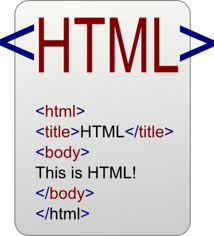 <HTML>
<html>
<title>HTML</title>
<body>
This is HTML!
</body>
</html>